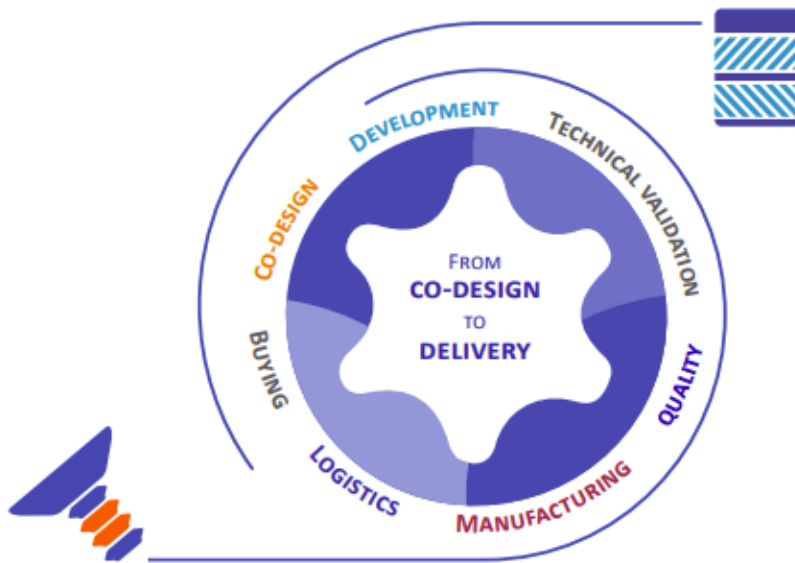 DEVELOPMENT
TECHNICAL VALIDATION
CO-DESIGN
FROM
CO-DESIGN
TO
DELIVERY
BUYING
QUALITY
LOGISTICS
MANUFACTURING